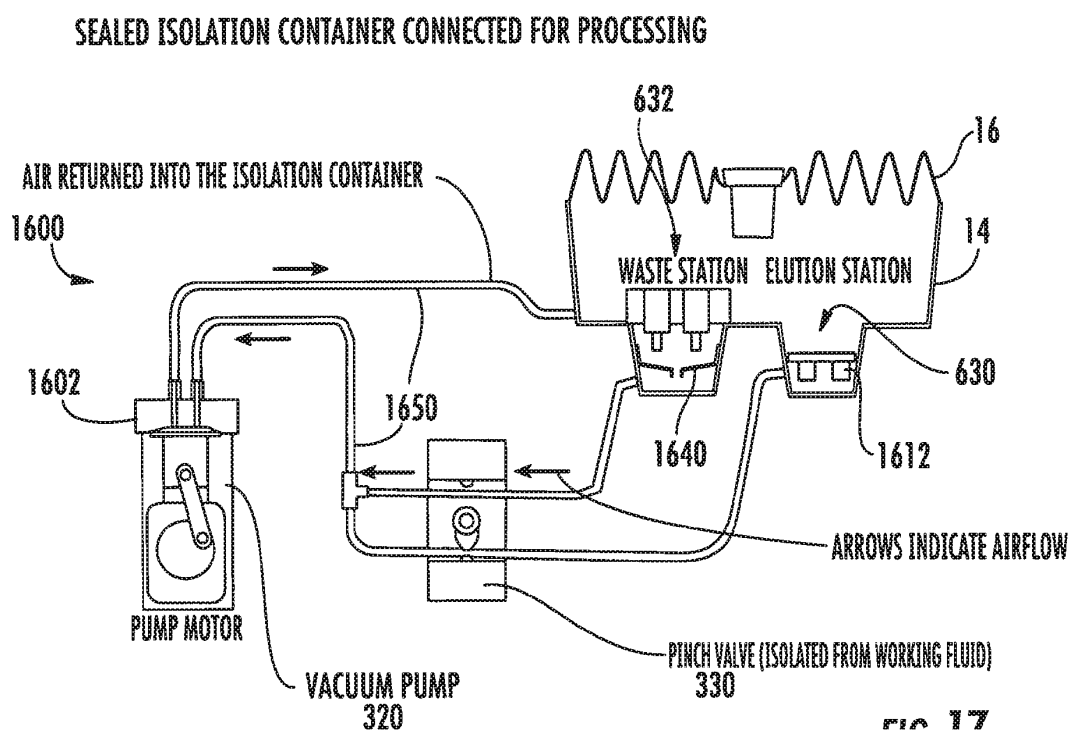 SEALED ISOLATION CONTAINER CONNECTED FOR PROCESSING
632
16
AIR RETURNED INTO THE ISOLATION CONTAINER
1600
14
WASTE STATION
ELUTION STATION
1602
630
1650
1640
1612
ARROWS INDICATE AIRFLOW
PUMP MOTOR
PINCH VALVE (ISOLATED FROM WORKING FLUID)
330
VACUUM PUMP
320
FIG. 17